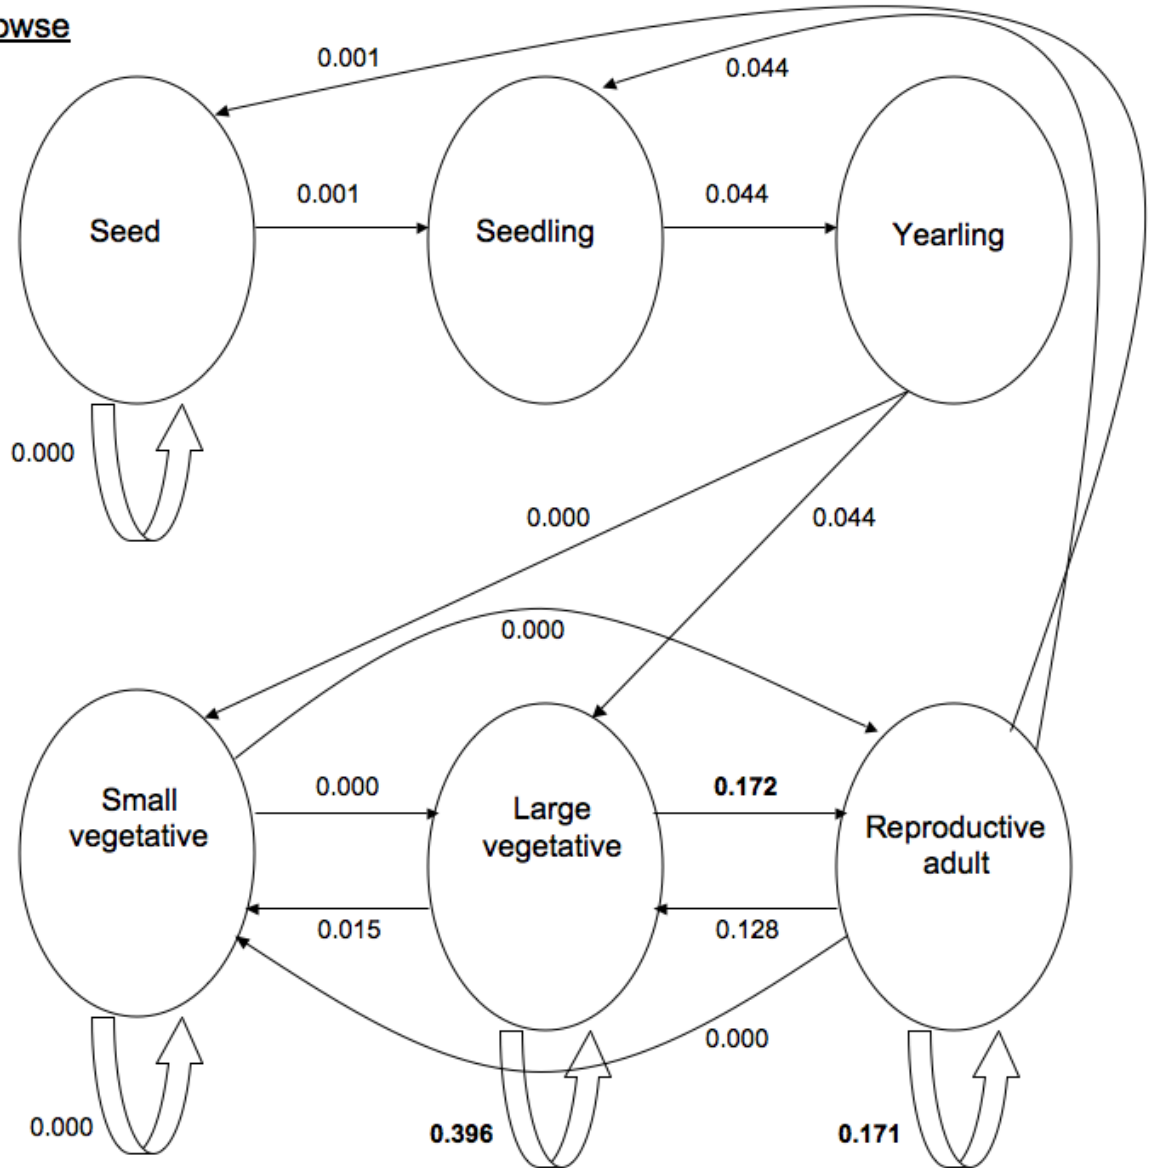 owse
0.001
0.044
0.001
0.044
Seed
Seedling
Yearling
0.000
0.000
0.044
0.000
0.000
0.172
Small
vegetative
Large
vegetative
Reproductive
adult
0.015
0.128
0.000
0.000
0.396
0.171